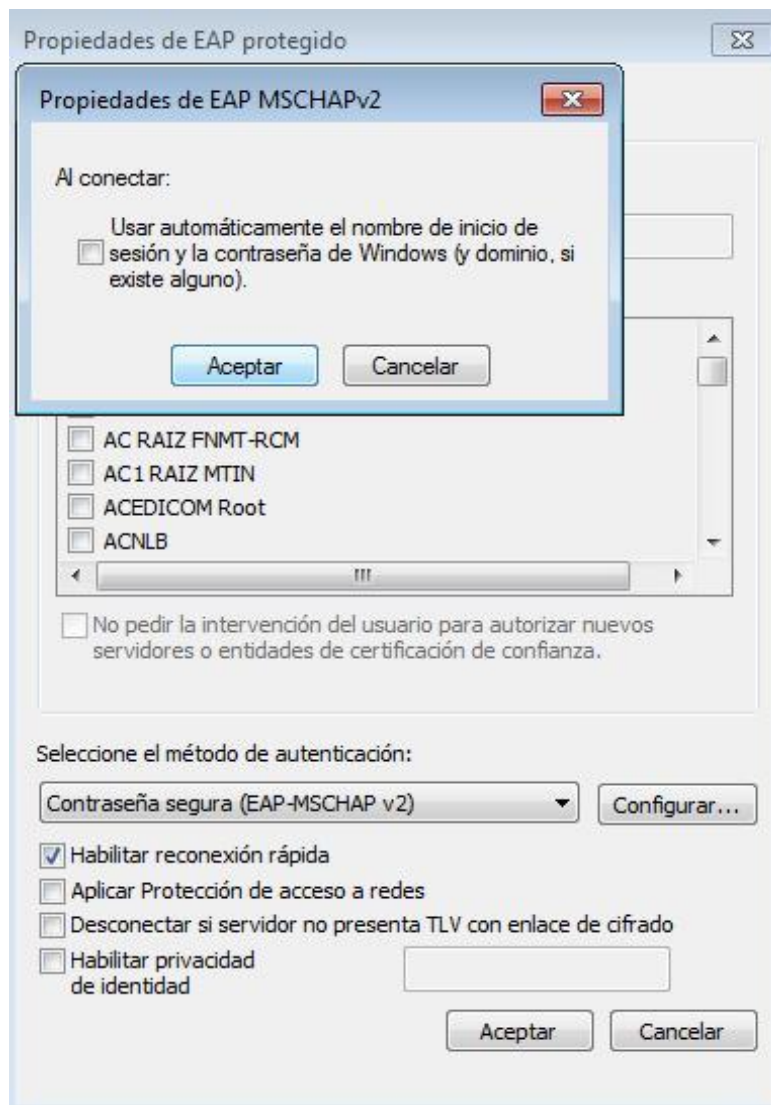 Propiedades de EAP protegido
Propiedades de EAP MSCHAPv2
Al conectar:
Usar automáticamente el nombre de inicio de
sesión y la contraseña de Windows (y dominio, si
existe alguno).
Aceptar
Cancelar
AC RAIZ FNMT-RCM
AC1 RAIZ MTIN
ACEDICOM Root
ACNLB
No pedir la intervención del usuario para autorizar nuevos
servidores o entidades de certificación de confianza.
Seleccione el método de autenticación:
Contraseña segura (EAP-MSCHAP v2)
Configurar...
Habilitar reconexión rápida
Aplicar Protección de acceso a redes
Desconectar si servidor no presenta TLV con enlace de cifrado
Habilitar privacidad
de identidad
Aceptar
Cancelar